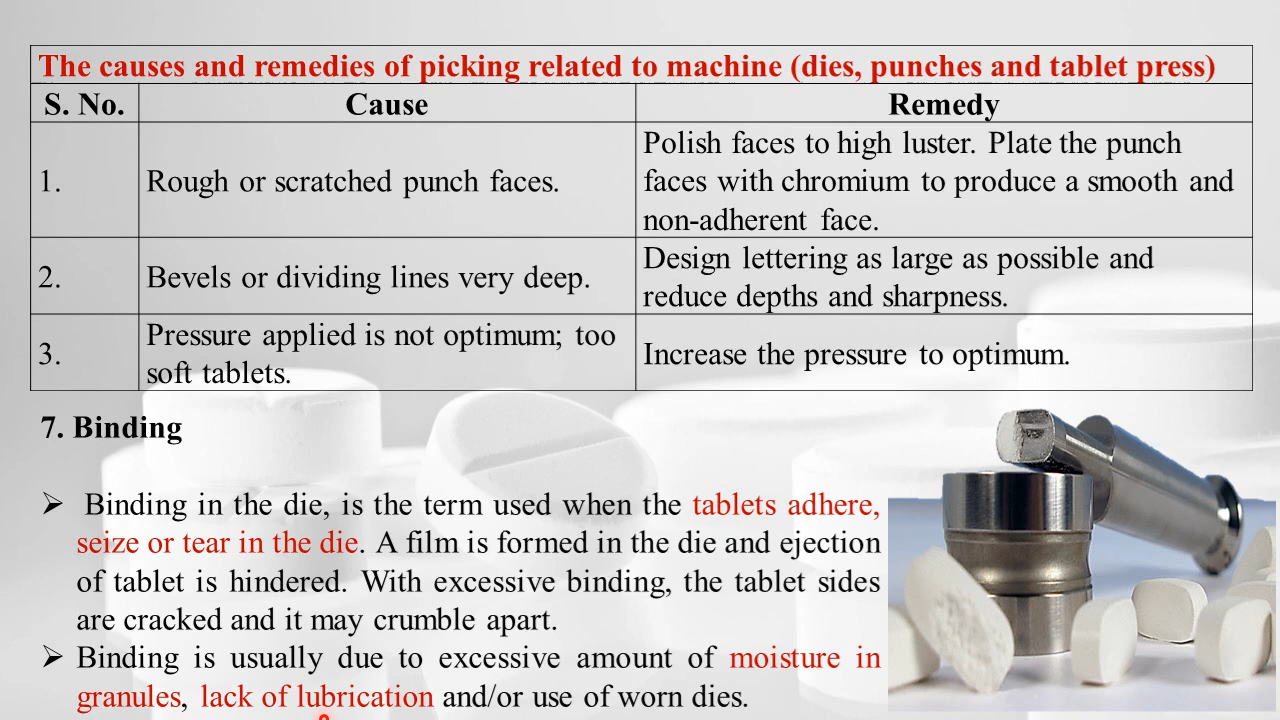 The causes and remedies of picking related to machine (dies, punches and tablet press)
S. No. Cause Remedy
1. Rough or scratched punch faces. Polish faces to high luster. Plate the punch
faces with chromium to produce a smooth and
non-adherent face.
2. Bevels or dividing lines very deep. Design lettering as large as possible and
reduce depths and sharpness.
3. Pressure applied is not optimum; too
soft tablets. Increase the pressure to optimum.
7. Binding
➢ Binding in the die, is the term used when the tablets adhere,
seize or tear in the die. A film is formed in the die and ejection
of tablet is hindered. With excessive binding, the tablet sides
are cracked and it may crumble apart.
➢ Binding is usually due to excessive amount of moisture in
granules, lack of lubrication and/or use of worn dies.